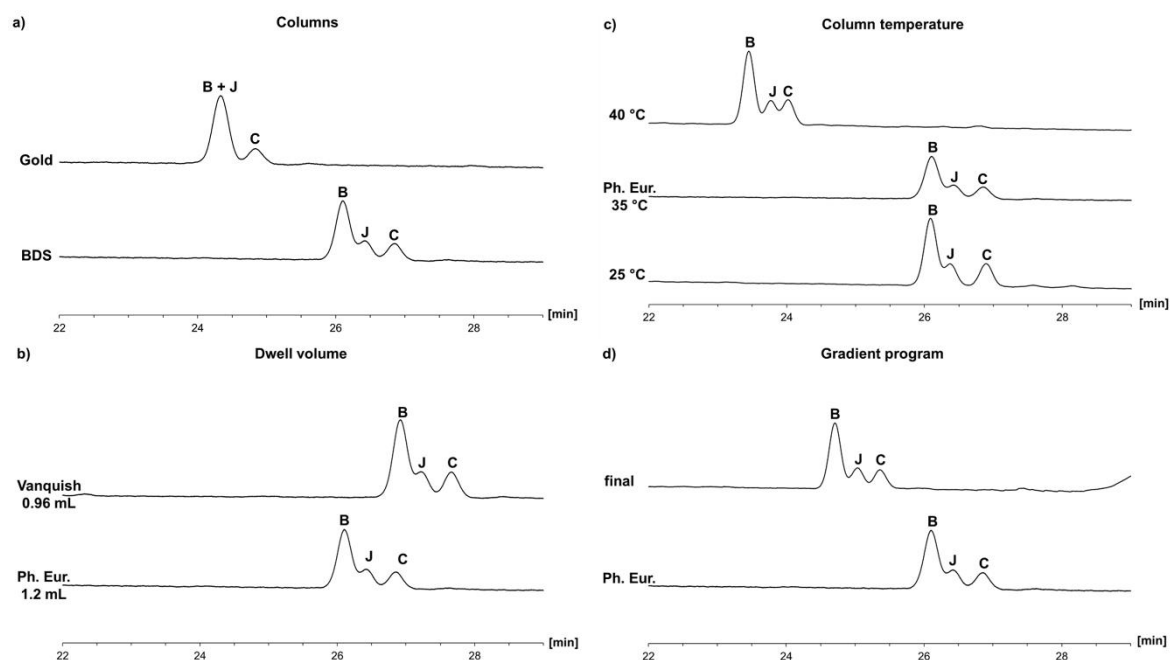 a) Columns
B + J
C
Gold
B
J
C
BDS
[min]
22 24 26 28
b) Dwell volume
B
J
C
Vanquish
0.96 mL
B
J
C
Ph. Eur.
1.2 mL
[min]
22 24 26 28
c) Column temperature
B
J
C
40 °C
B
J
C
Ph. Eur.
35 °C
B
J
C
25 °C
[min]
22 24 26 28
d) Gradient program
B
J
C
final
B
J
C
Ph. Eur.
[min]
22 24 26 28